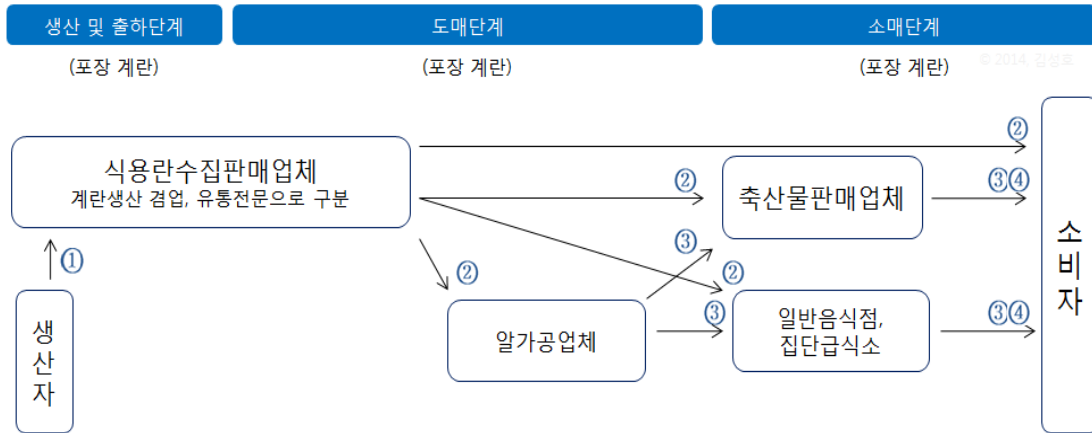 생산 및 출하단계
도매단계
소매단계
(포장 계란)
(포장 계란)
(포장 계란)
© 2014, 김성호
②
식용란수집판매업체
계란생산 겸업, 유통전문으로 구분
②
축산물판매업체
③④
소비자
①
③
②
②
생산자
알가공업체
③
일반음식점,
집단급식소
③④